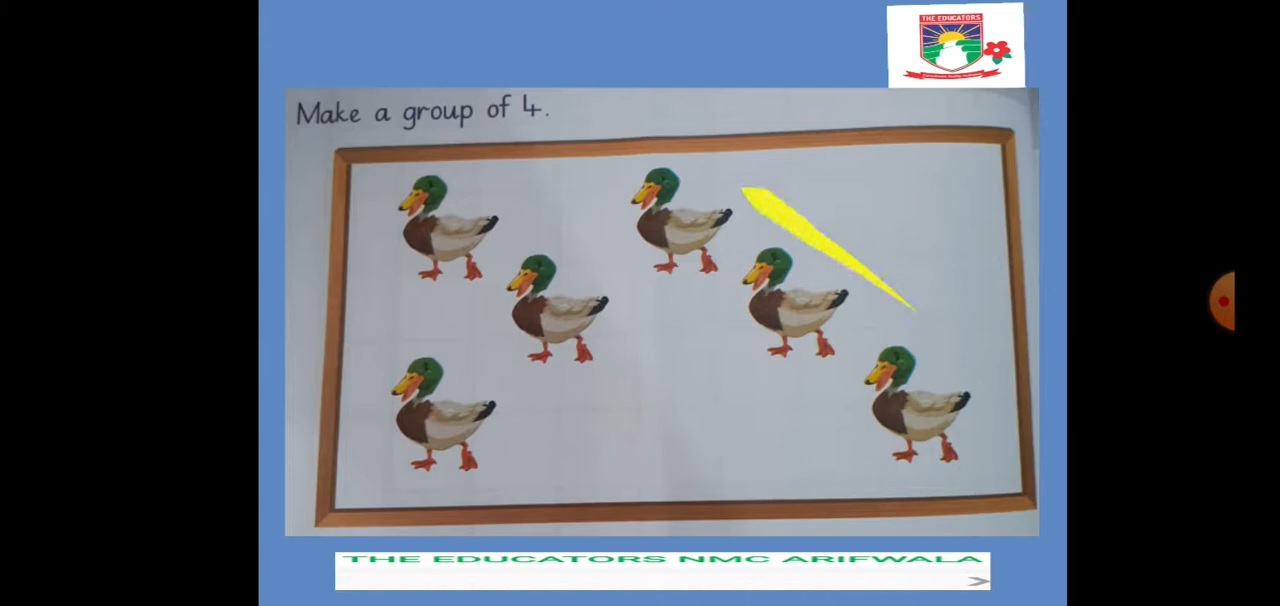 THE EDUCATORS
Make a group of 4.
THE EDUCATORS NMC ARIFWALA